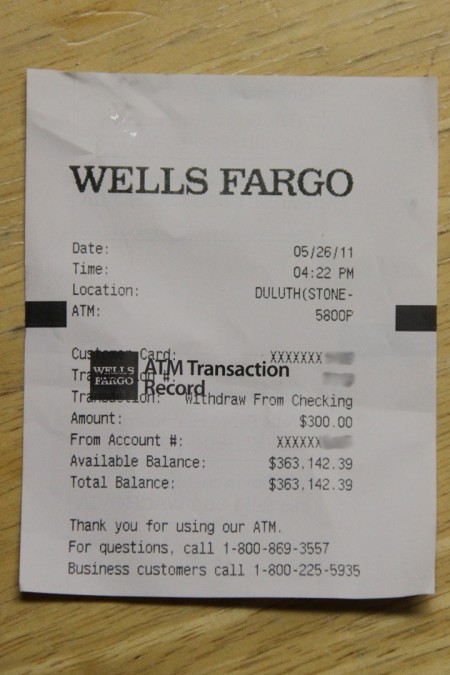 WELLS FARGO
Date: 05/26/11
Time: 04:22 PM
Location: DULUTH(STONE-
ATM: 5800P
Card: XXXXXXX
WELLS FARGO
ATM Transaction Record
#:
Withdraw From Checking
Amount: $300.00
From Account #: XXXXXX
Available Balance: $363,142.39
Total Balance: $363,142.39
Thank you for using our ATM.
For questions, call 1-800-869-3557
Business customers call 1-800-225-5935